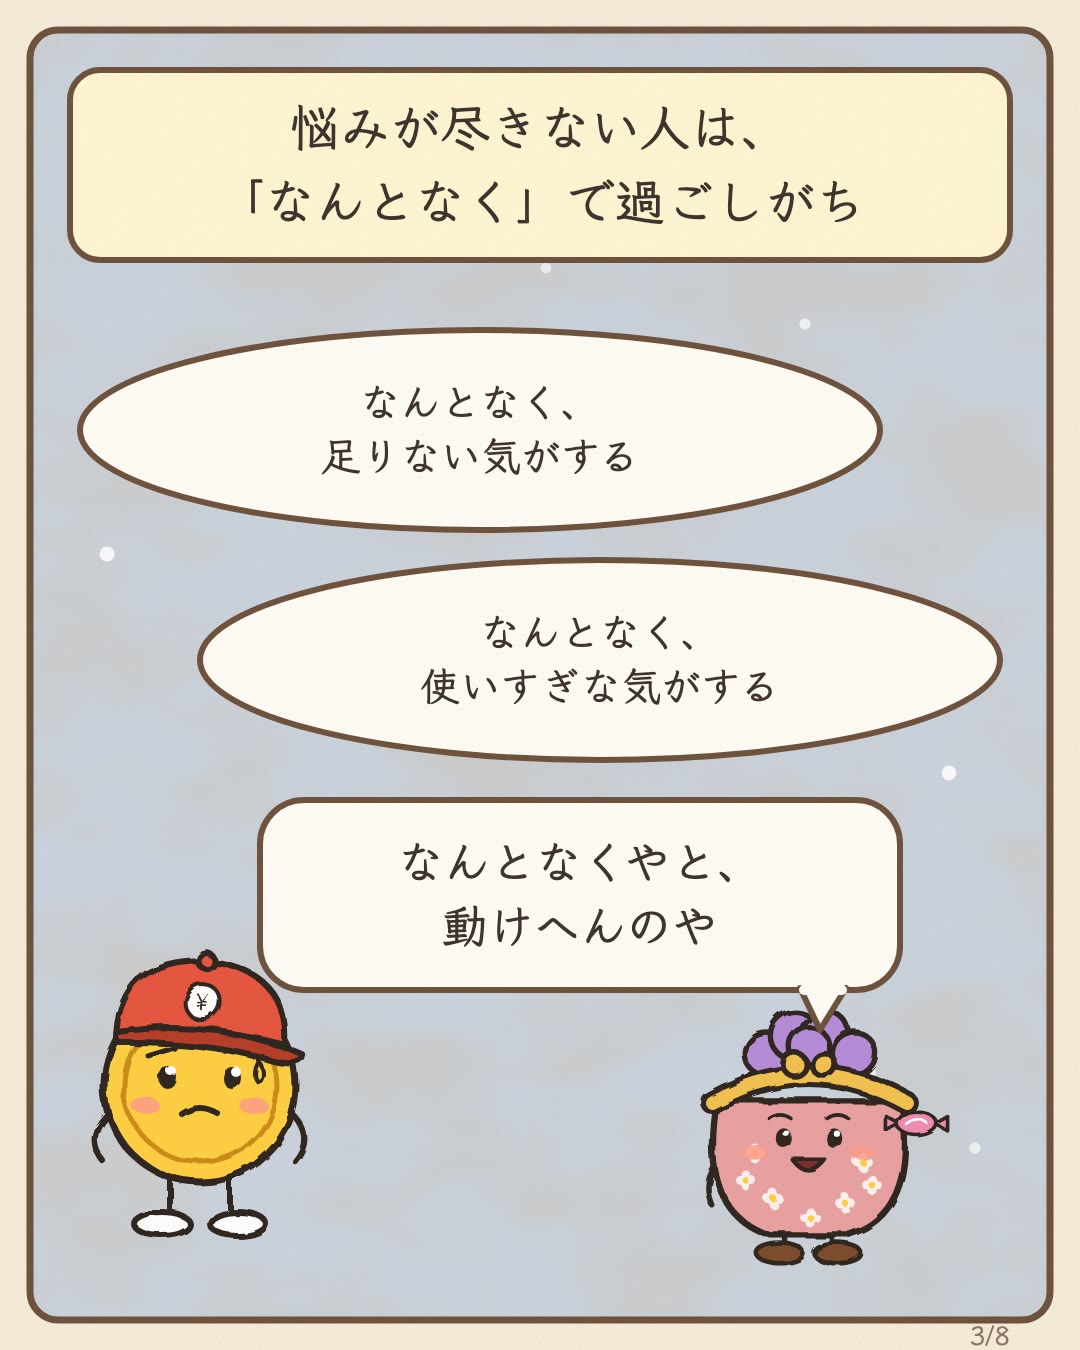 悩みが尽きない人は、
「なんとなく」で過ごしがち
なんとなく、
足りない気がする
なんとなく、
使いすぎな気がする
なんとなくやと、
動けへんのや
¥
3/8